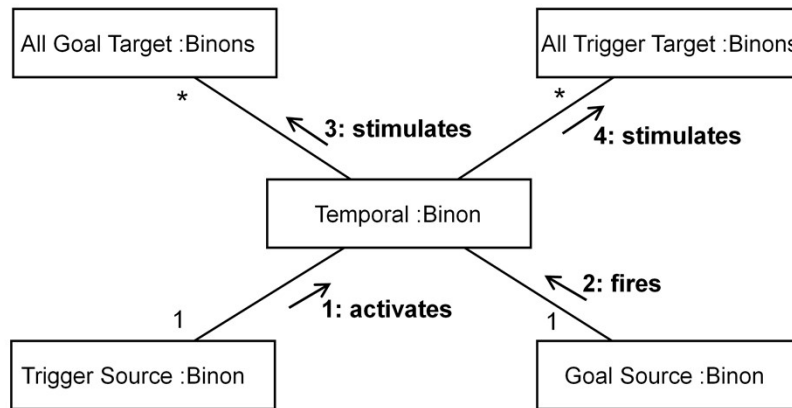 All Goal Target :Binons
All Trigger Target :Binons
*
*
3: stimulates
4: stimulates
Temporal :Binon
2: fires
1: activates
1
1
Trigger Source :Binon
Goal Source :Binon